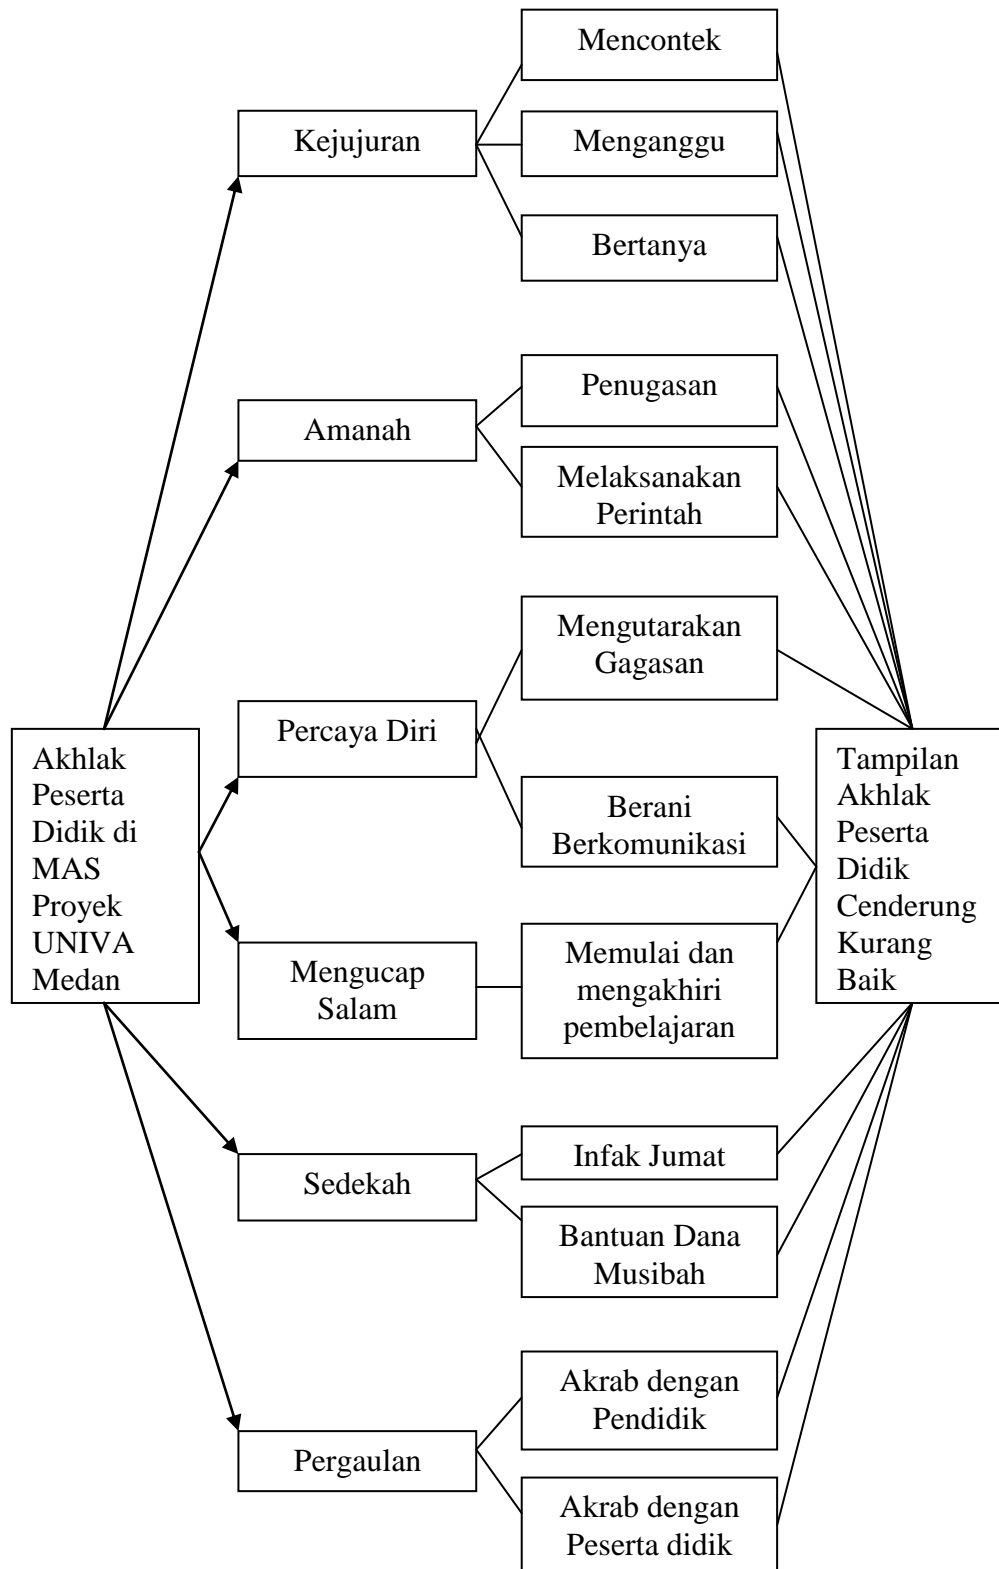 Mencontek
Kejujuran
Menganggu
Bertanya
Penugasan
Amanah
Melaksanakan
Perintah
Mengutarakan
Gagasan
Percaya Diri
Akhlak
Peserta
Didik di
MAS
Proyek
UNIVA
Medan
Tampilan
Akhlak
Peserta
Didik
Cenderung
Kurang
Baik
Berani
Berkomunikasi
Mengucap
Salam
Memulai dan
mengakhiri
pembelajaran
Infak Jumat
Sedekah
Bantuan Dana
Musibah
Akrab dengan
Pendidik
Pergaulan
Akrab dengan
Peserta didik